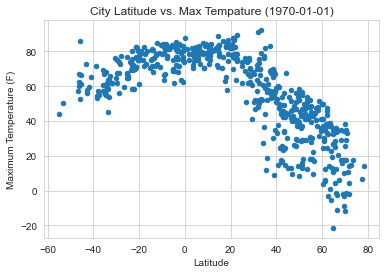 City Latitude vs. Max Tempature (1970-01-01)
Maximum Temperature (F)
80
60
40
20
0
−20
−60 −40 −20 0 20 40 60 80
Latitude